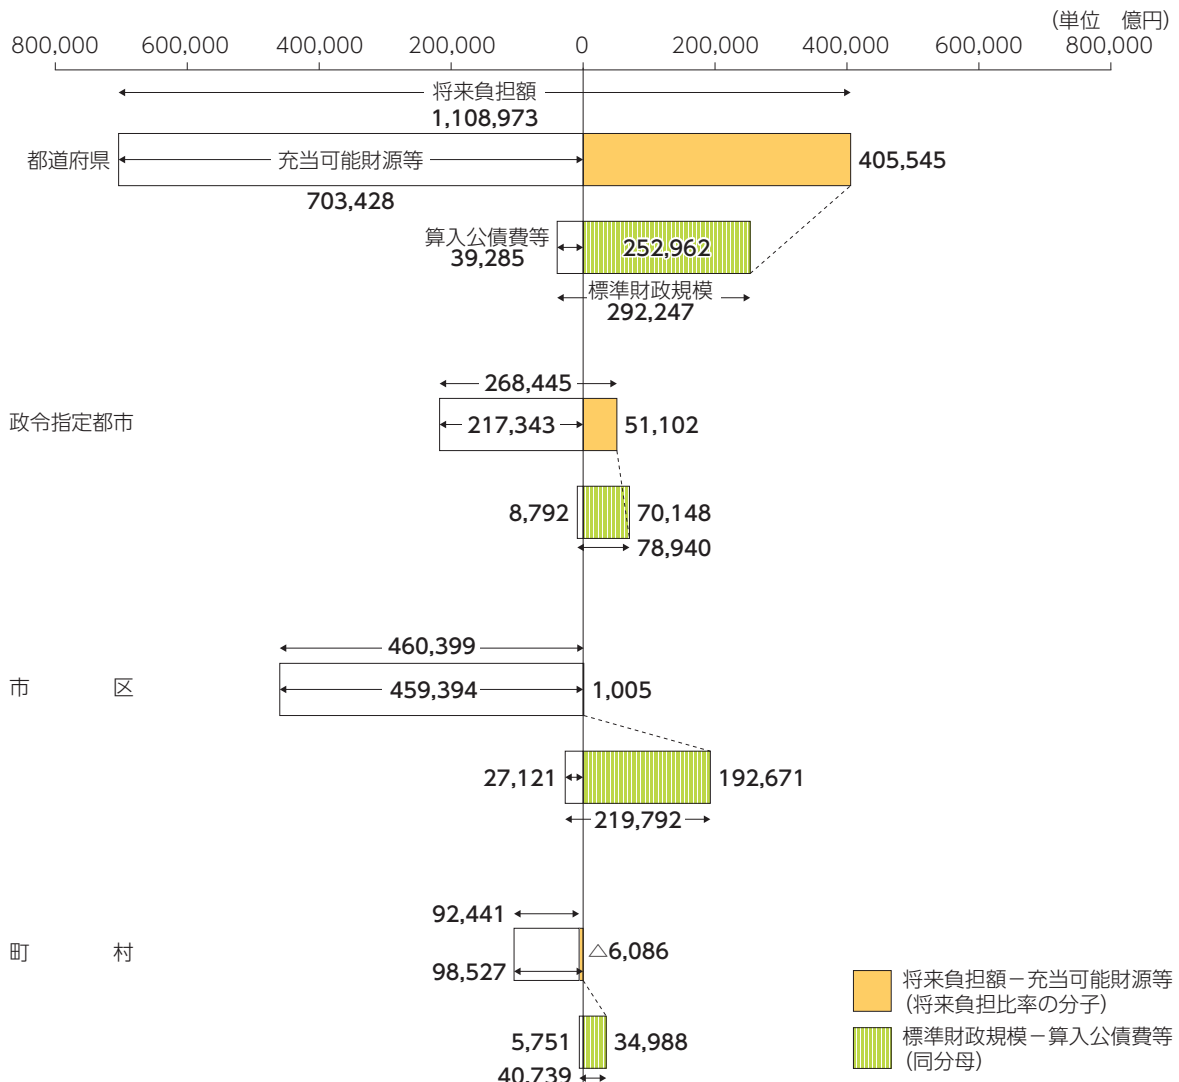 (単位　億円)
800,000 600,000 400,000 200,000 0 200,000 400,000 600,000 800,000
将来負担額
1,108,973
都道府県
充当可能財源等
405,545
703,428
算入公債費等
39,285
252,962
標準財政規模
292,247
268,445
政令指定都市
217,343
51,102
8,792
70,148
78,940
460,399
市　　　　区
459,394
1,005
27,121
192,671
219,792
92,441
町　　　　村
△6,086
98,527
5,751
34,988
40,739
将来負担額－充当可能財源等
(将来負担比率の分子)
標準財政規模－算入公債費等
(同分母)